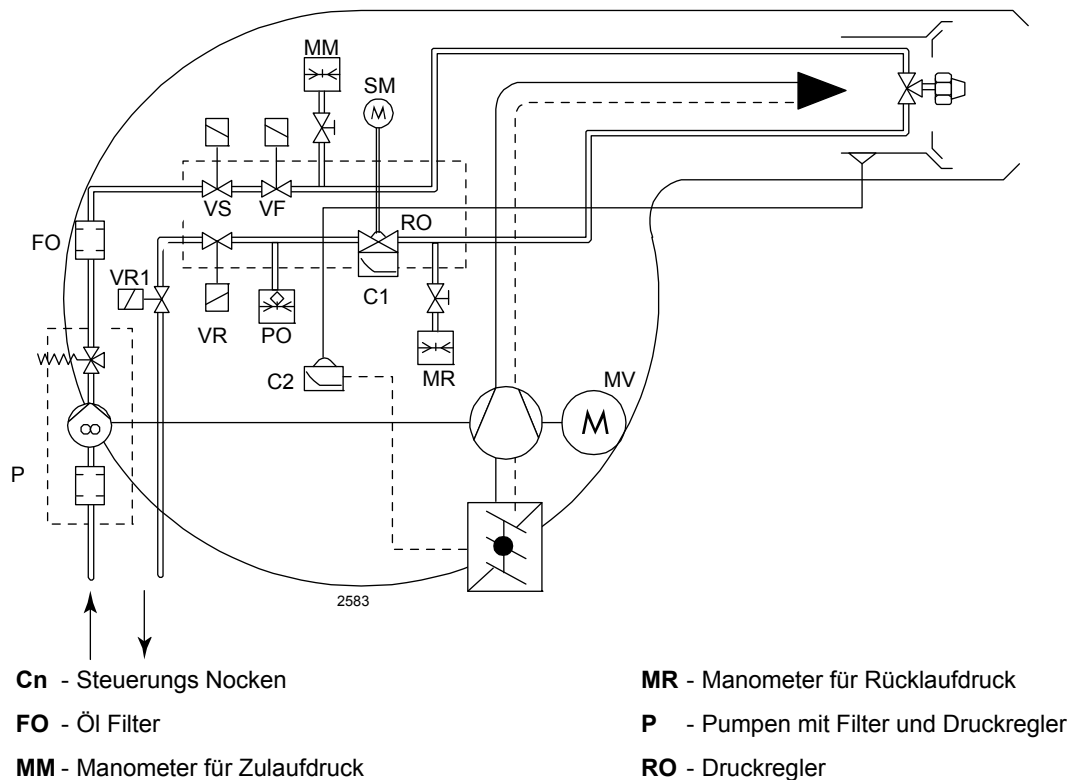 MM
SM
M
VS
VF
FO
RO
VR1
C1
VR
PO
C2
MR
MV
M
P
2583
Cn - Steuerungs Nocken
FO - Öl Filter
MM - Manometer für Zulaufdruck
MR - Manometer für Rücklaufdruck
P - Pumpen mit Filter und Druckregler
RO - Druckregler